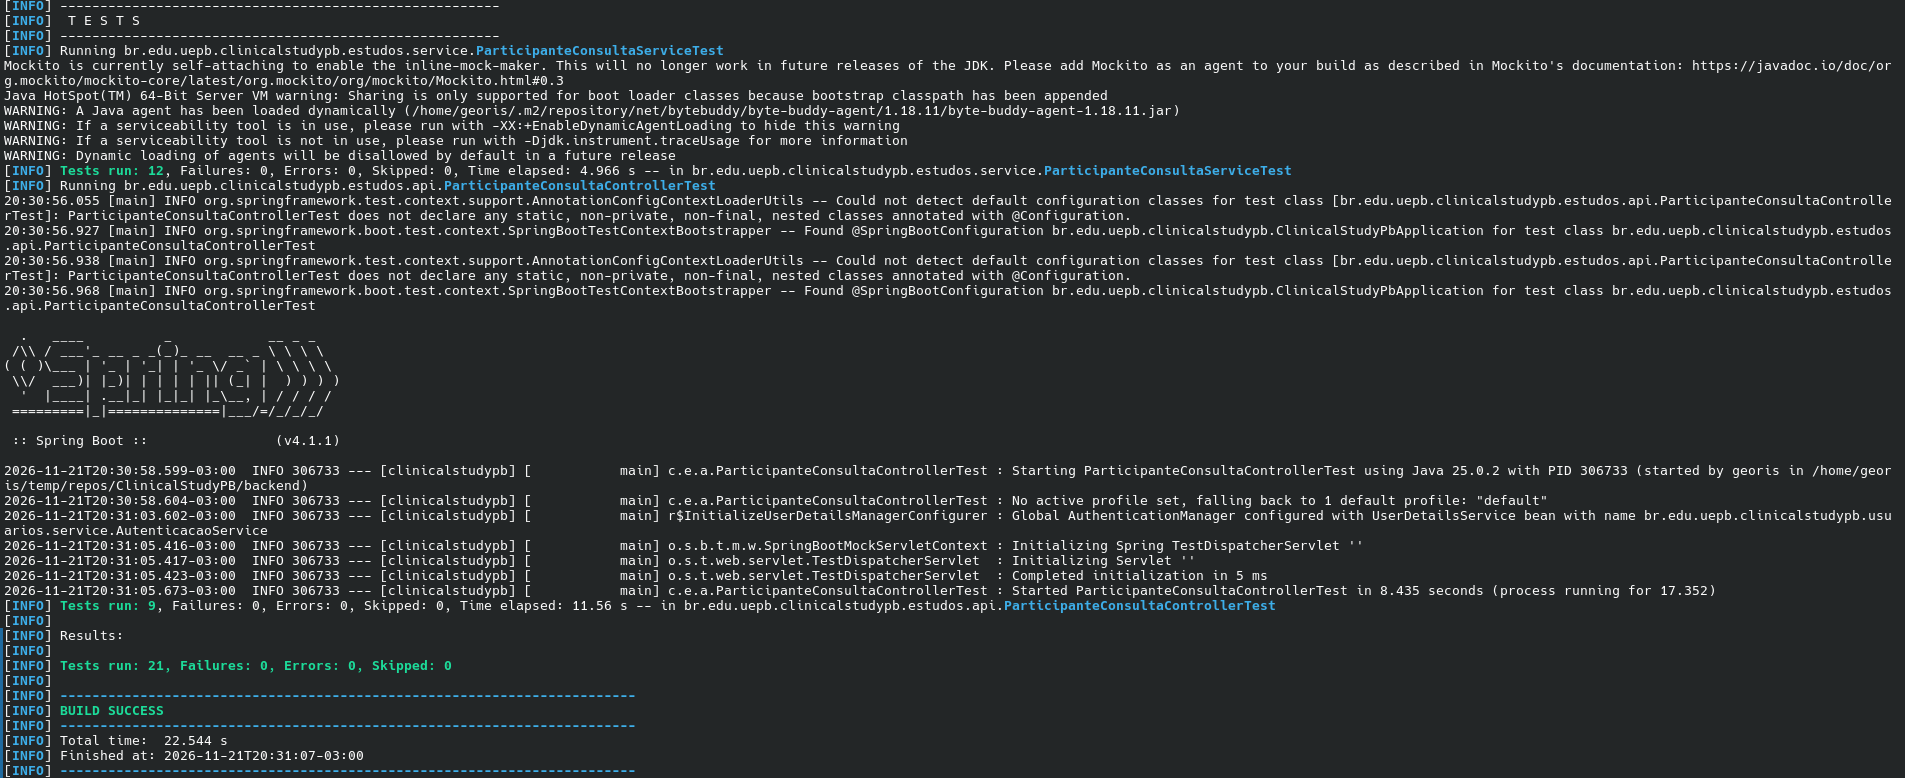 [INFO] -------------------------------------------------------
[INFO]  T E S T S
[INFO] -------------------------------------------------------
[INFO] Running br.edu.uepb.clinicalstudypb.estudos.service.ParticipanteConsultaServiceTest
Mockito is currently self-attaching to enable the inline-mock-maker. This will no longer work in future releases of the JDK. Please add Mockito as an agent to your build as described in Mockito's documentation: https://javadoc.io/doc/or
g.mockito/mockito-core/latest/org.mockito/org/mockito/Mockito.html#0.3
Java HotSpot(TM) 64-Bit Server VM warning: Sharing is only supported for boot loader classes because bootstrap classpath has been appended
WARNING: A Java agent has been loaded dynamically (/home/georis/.m2/repository/net/bytebuddy/byte-buddy-agent/1.18.11/byte-buddy-agent-1.18.11.jar)
WARNING: If a serviceability tool is in use, please run with -XX:+EnableDynamicAgentLoading to hide this warning
WARNING: If a serviceability tool is not in use, please run with -Djdk.instrument.traceUsage for more information
WARNING: Dynamic loading of agents will be disallowed by default in a future release
[INFO] Tests run: 12, Failures: 0, Errors: 0, Skipped: 0, Time elapsed: 4.966 s -- in br.edu.uepb.clinicalstudypb.estudos.service.ParticipanteConsultaServiceTest
[INFO] Running br.edu.uepb.clinicalstudypb.estudos.api.ParticipanteConsultaControllerTest
20:30:56.055 [main] INFO org.springframework.test.context.support.AnnotationConfigContextLoaderUtils -- Could not detect default configuration classes for test class [br.edu.uepb.clinicalstudypb.estudos.api.ParticipanteConsultaControlle
rTest]: ParticipanteConsultaControllerTest does not declare any static, non-private, non-final, nested classes annotated with @Configuration.
20:30:56.927 [main] INFO org.springframework.boot.test.context.SpringBootTestContextBootstrapper -- Found @SpringBootConfiguration br.edu.uepb.clinicalstudypb.ClinicalStudyPbApplication for test class br.edu.uepb.clinicalstudypb.estudos
.api.ParticipanteConsultaControllerTest
20:30:56.938 [main] INFO org.springframework.test.context.support.AnnotationConfigContextLoaderUtils -- Could not detect default configuration classes for test class [br.edu.uepb.clinicalstudypb.estudos.api.ParticipanteConsultaControlle
rTest]: ParticipanteConsultaControllerTest does not declare any static, non-private, non-final, nested classes annotated with @Configuration.
20:30:56.968 [main] INFO org.springframework.boot.test.context.SpringBootTestContextBootstrapper -- Found @SpringBootConfiguration br.edu.uepb.clinicalstudypb.ClinicalStudyPbApplication for test class br.edu.uepb.clinicalstudypb.estudos
.api.ParticipanteConsultaControllerTest
  .   ____          _            __ _ _
 /\\ / ___'_ __ _ _(_)_ __  __ _ \ \ \ \
( ( )\___ | '_ | '_| | '_ \/ _` | \ \ \ \
 \\/  ___)| |_)| | | | | || (_| |  ) ) ) )
  '  |____| .__|_| |_|_| |_\__, | / / / /
 =========|_|==============|___/=/_/_/_/
 :: Spring Boot ::                (v4.1.1)
2026-11-21T20:30:58.599-03:00  INFO 306733 --- [clinicalstudypb] [           main] c.e.a.ParticipanteConsultaControllerTest : Starting ParticipanteConsultaControllerTest using Java 25.0.2 with PID 306733 (started by georis in /home/geor
is/temp/repos/ClinicalStudyPB/backend)
2026-11-21T20:30:58.604-03:00  INFO 306733 --- [clinicalstudypb] [           main] c.e.a.ParticipanteConsultaControllerTest : No active profile set, falling back to 1 default profile: "default"
2026-11-21T20:31:03.602-03:00  INFO 306733 --- [clinicalstudypb] [           main] r$InitializeUserDetailsManagerConfigurer : Global AuthenticationManager configured with UserDetailsService bean with name br.edu.uepb.clinicalstudypb.usu
arios.service.AutenticacaoService
2026-11-21T20:31:05.416-03:00  INFO 306733 --- [clinicalstudypb] [           main] o.s.b.t.m.w.SpringBootMockServletContext : Initializing Spring TestDispatcherServlet ''
2026-11-21T20:31:05.417-03:00  INFO 306733 --- [clinicalstudypb] [           main] o.s.t.web.servlet.TestDispatcherServlet  : Initializing Servlet ''
2026-11-21T20:31:05.423-03:00  INFO 306733 --- [clinicalstudypb] [           main] o.s.t.web.servlet.TestDispatcherServlet  : Completed initialization in 5 ms
2026-11-21T20:31:05.673-03:00  INFO 306733 --- [clinicalstudypb] [           main] c.e.a.ParticipanteConsultaControllerTest : Started ParticipanteConsultaControllerTest in 8.435 seconds (process running for 17.352)
[INFO] Tests run: 9, Failures: 0, Errors: 0, Skipped: 0, Time elapsed: 11.56 s -- in br.edu.uepb.clinicalstudypb.estudos.api.ParticipanteConsultaControllerTest
[INFO]
[INFO] Results:
[INFO]
[INFO] Tests run: 21, Failures: 0, Errors: 0, Skipped: 0
[INFO]
[INFO] ------------------------------------------------------------------------
[INFO] BUILD SUCCESS
[INFO] ------------------------------------------------------------------------
[INFO] Total time:  22.544 s
[INFO] Finished at: 2026-11-21T20:31:07-03:00
[INFO] ------------------------------------------------------------------------